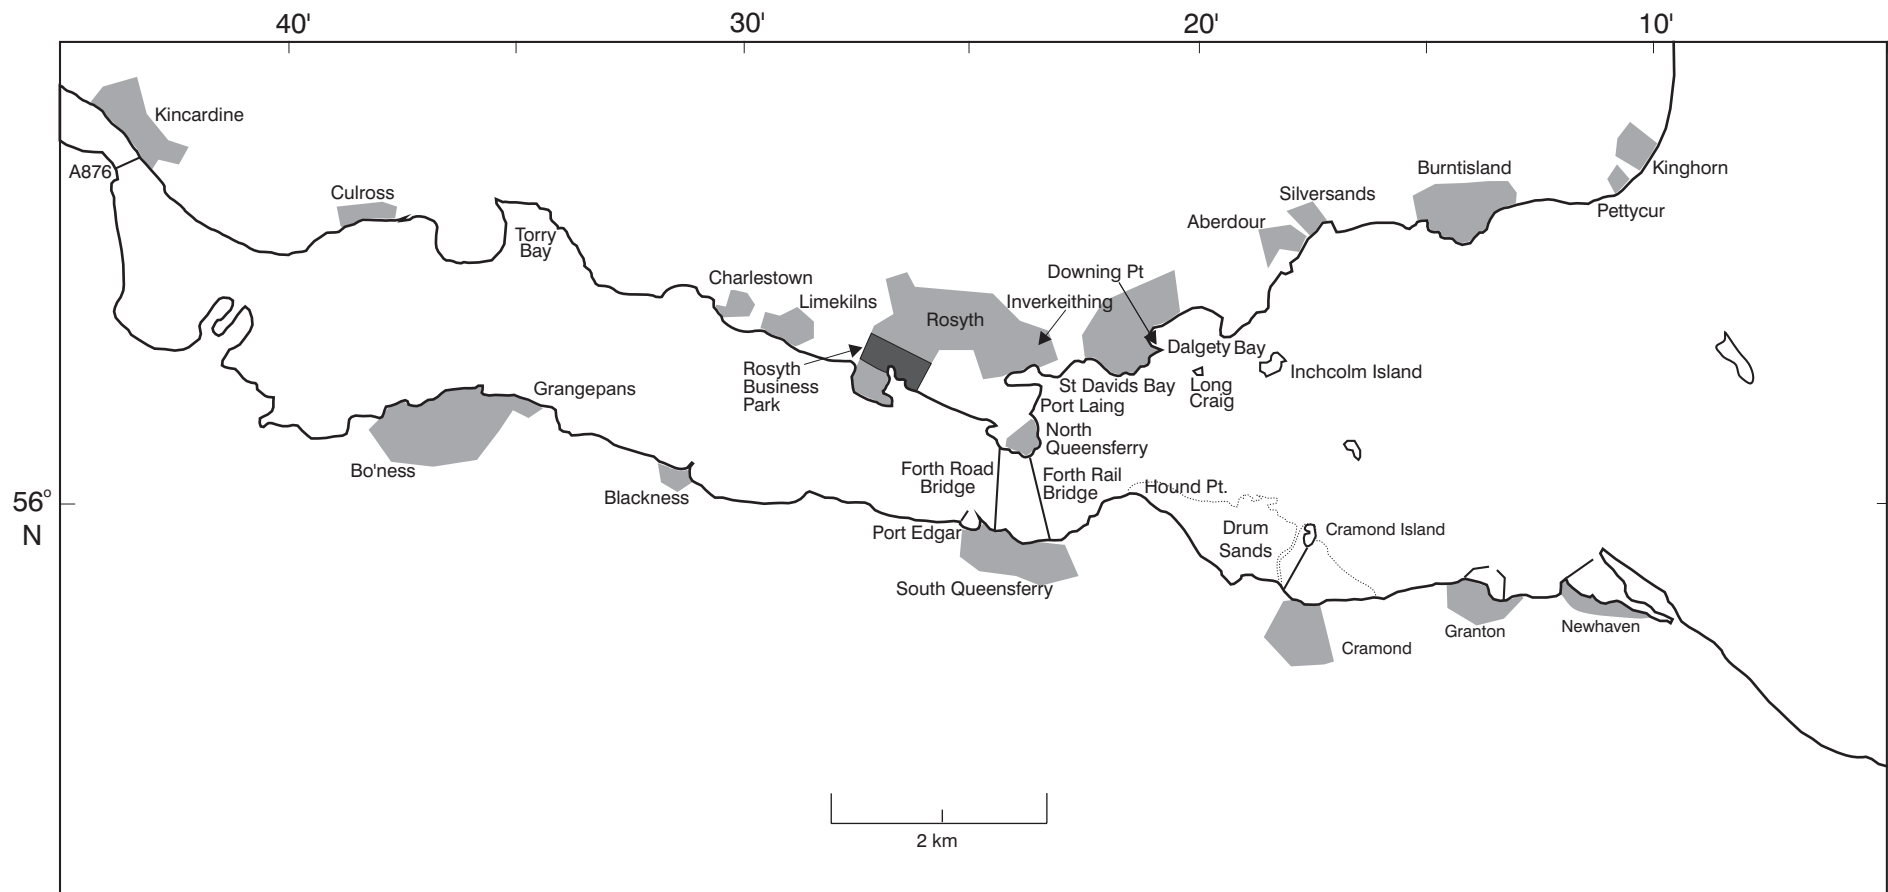 40'
30'
20'
10'
Kincardine
A876
Culross
Torry
Bay
Charlestown
Limekilns
Rosyth
Inverkeithing
Downing Pt
Aberdour
Silversands
Burntisland
Kinghorn
Pettycur
Dalgety Bay
Inchcolm Island
Long
Craig
St Davids Bay
Port Laing
North
Queensferry
Rosyth
Business
Park
Grangepans
Bo'ness
Blackness
Forth Road
Bridge
Forth Rail
Bridge
Hound Pt.
56°
N
Port Edgar
South Queensferry
Drum
Sands
Cramond Island
Cramond
Granton
Newhaven
2 km